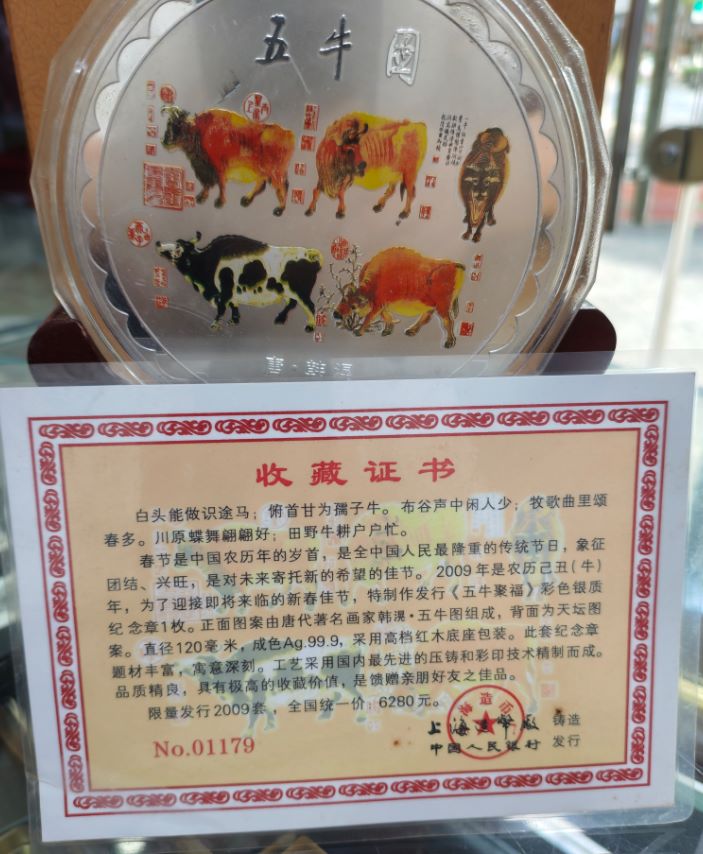 五牛图
唐·韩滉
收藏证书
白头能做识途马；俯首甘为孺子牛。布谷声中闲人少；牧歌曲里颂
春多。川原蝶舞翩翩好；田野牛耕户户忙。
春节是中国农历年的岁首，是全中国人民最隆重的传统节日，象征
团结、兴旺，是对未来寄托新的希望的佳节。2009年是农历己丑(牛)
年，为了迎接即将来临的新春佳节，特制作发行《五牛聚福》彩色银质
纪念章1枚。正面图案由唐代著名画家韩滉·五牛图组成，背面为天坛图
案。直径120毫米，成色Ag.99.9，采用高档红木底座包装。此套纪念章
题材丰富，寓意深刻。工艺采用国内最先进的压铸和彩印技术精制而成。
品质精良，具有极高的收藏价值，是馈赠亲朋好友之佳品。
限量发行2009套，全国统一价：6280元。
上海造币厂 铸造
No.01179
中国人民银行 发行